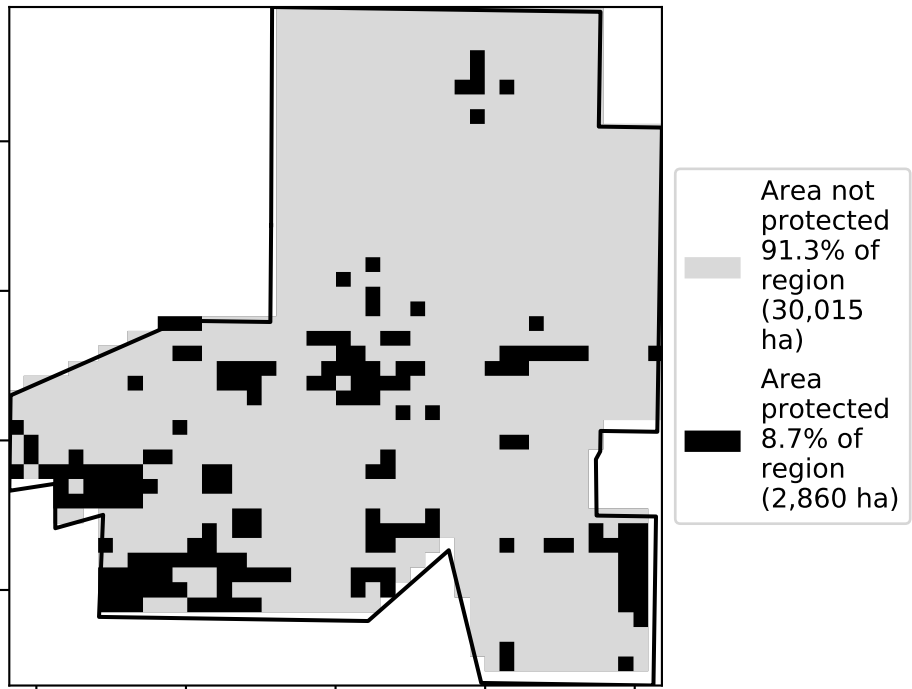 Area not
protected
91.3% of
region
(30,015
ha)
Area
protected
8.7% of
region
(2,860 ha)